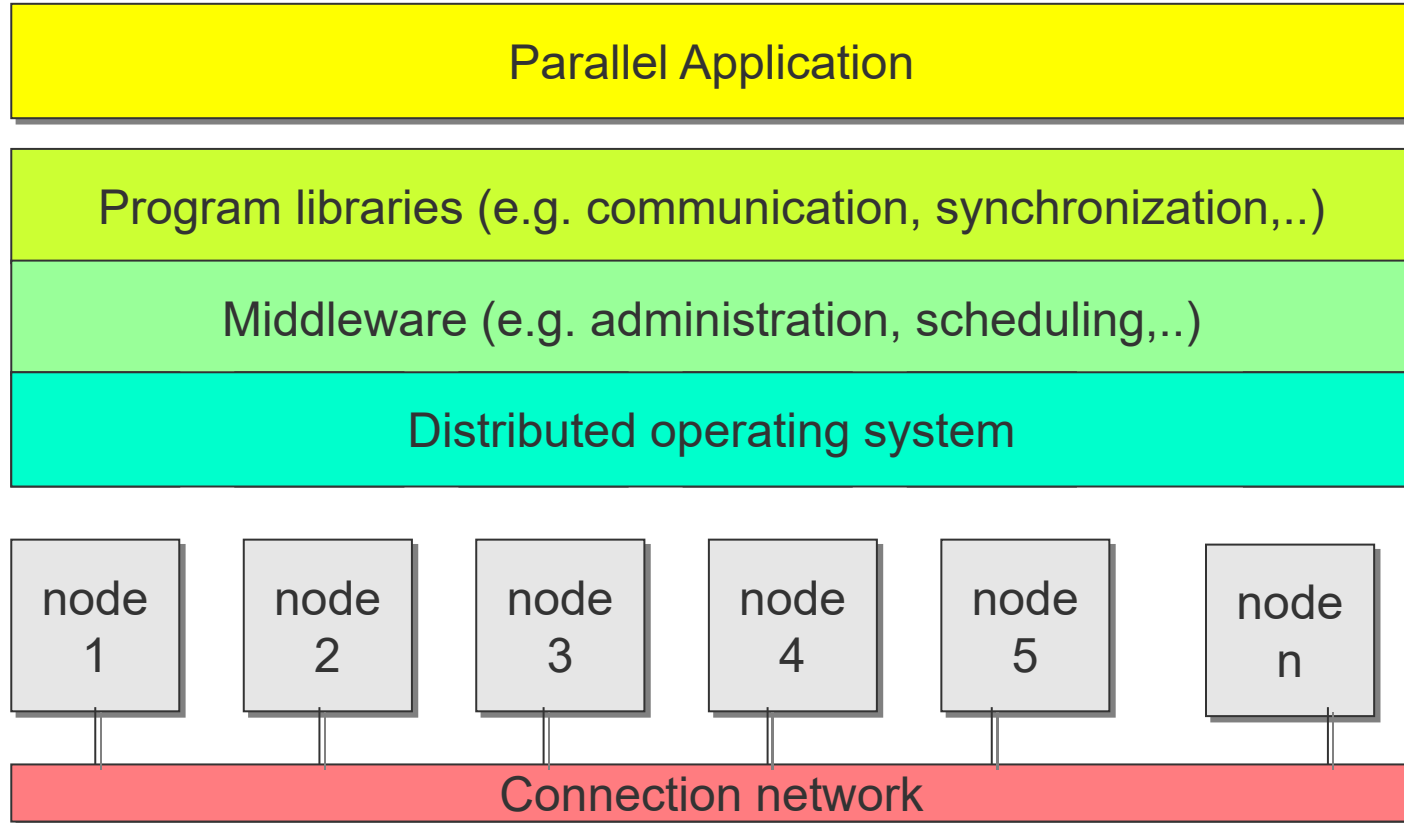 Parallel Application
Program libraries (e.g. communication, synchronization,..)
Middleware (e.g. administration, scheduling,..)
Distributed operating system
node
1
node
2
node
3
node
4
node
5
node
n
Connection network